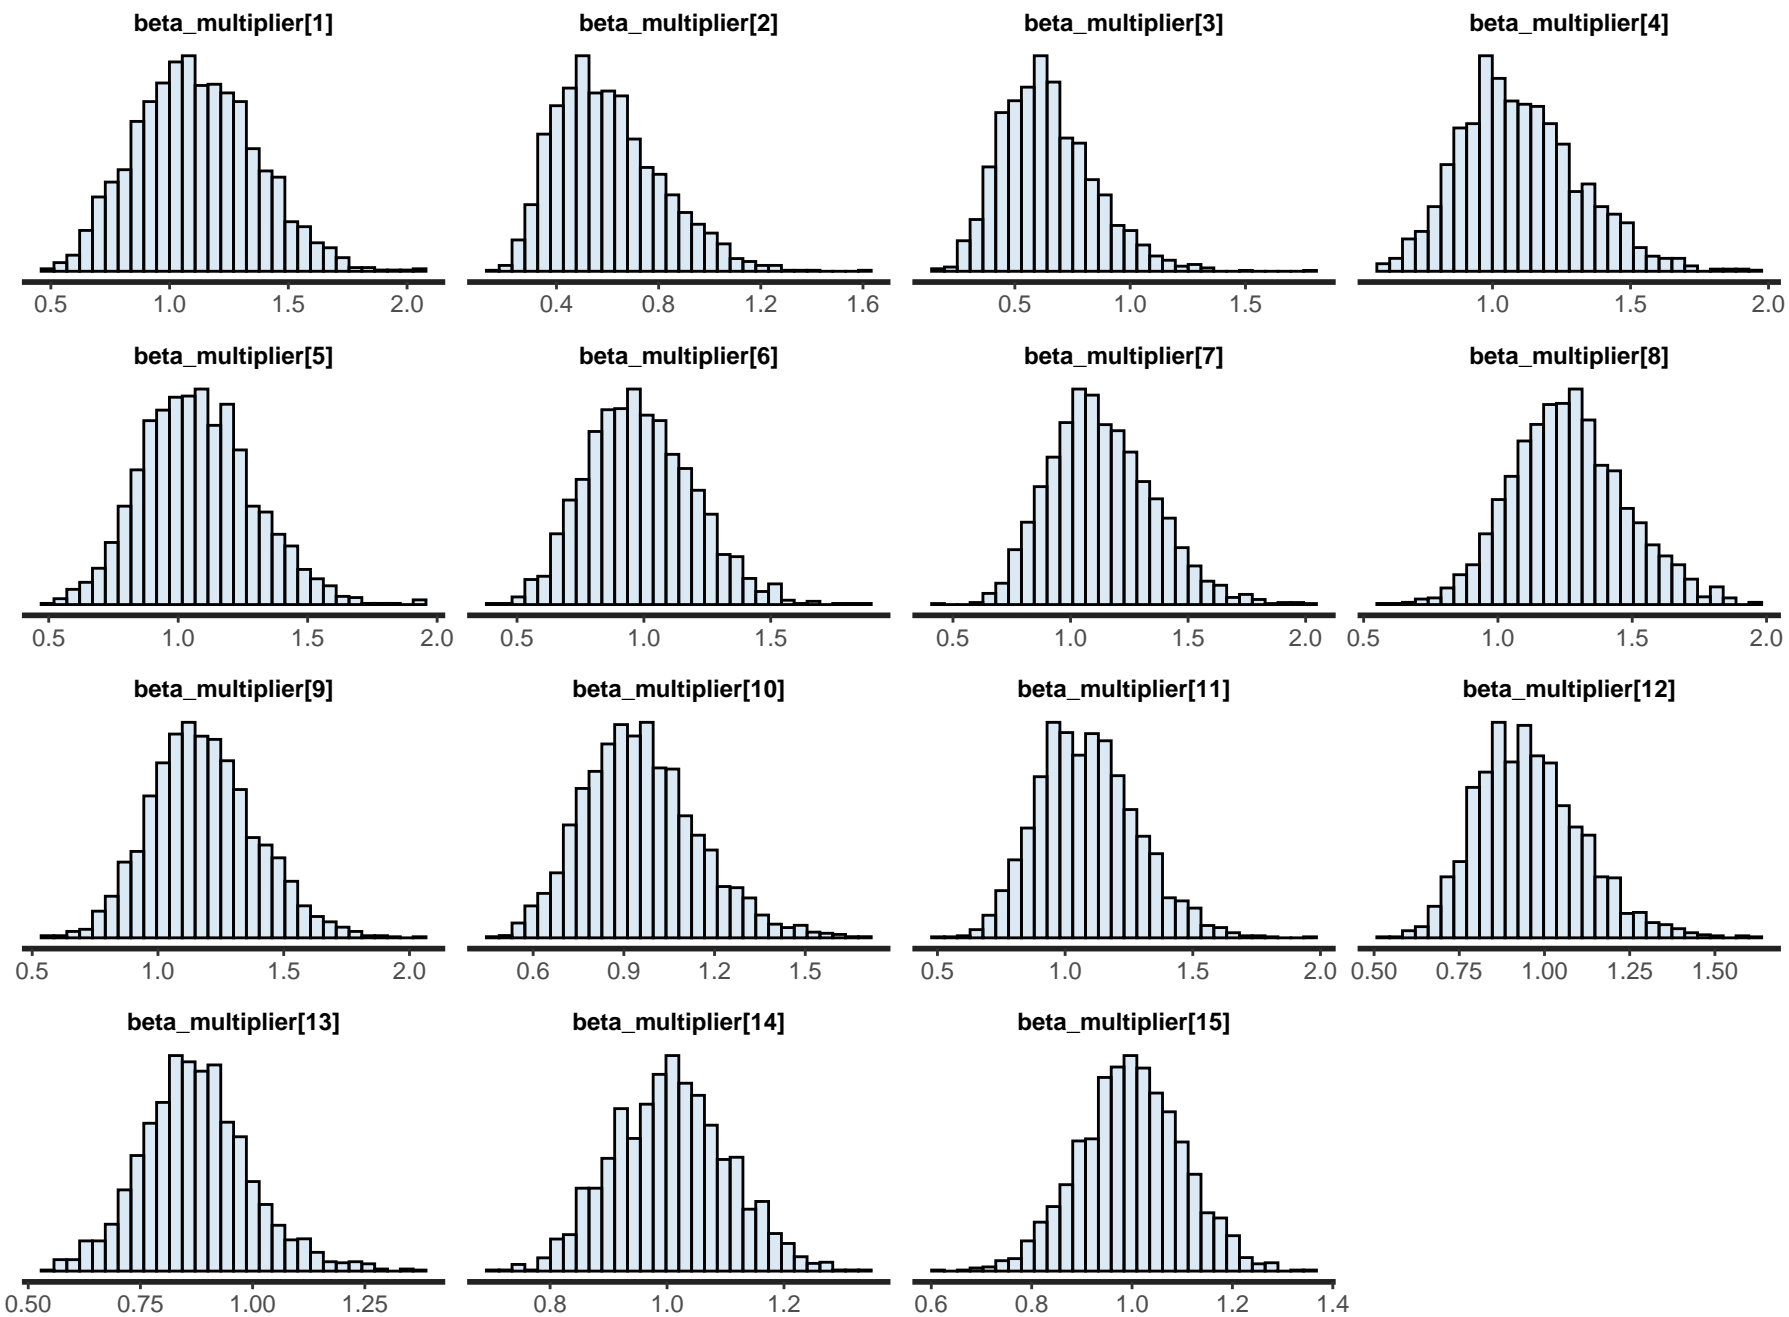 beta_multiplier[1] beta_multiplier[2] beta_multiplier[3] beta_multiplier[4]
0.5 1.0 1.5 2.0 0.4 0.8 1.2 1.6 0.5 1.0 1.5 1.0 1.5 2.0
beta_multiplier[5] beta_multiplier[6] beta_multiplier[7] beta_multiplier[8]
0.5 1.0 1.5 2.0 0.5 1.0 1.5 0.5 1.0 1.5 2.0 0.5 1.0 1.5 2.0
beta_multiplier[9] beta_multiplier[10] beta_multiplier[11] beta_multiplier[12]
0.5 1.0 1.5 2.0 0.6 0.9 1.2 1.5 0.5 1.0 1.5 2.0 0.50 0.75 1.00 1.25 1.50
beta_multiplier[13] beta_multiplier[14] beta_multiplier[15]
0.50 0.75 1.00 1.25 0.8 1.0 1.2 0.6 0.8 1.0 1.2 1.4